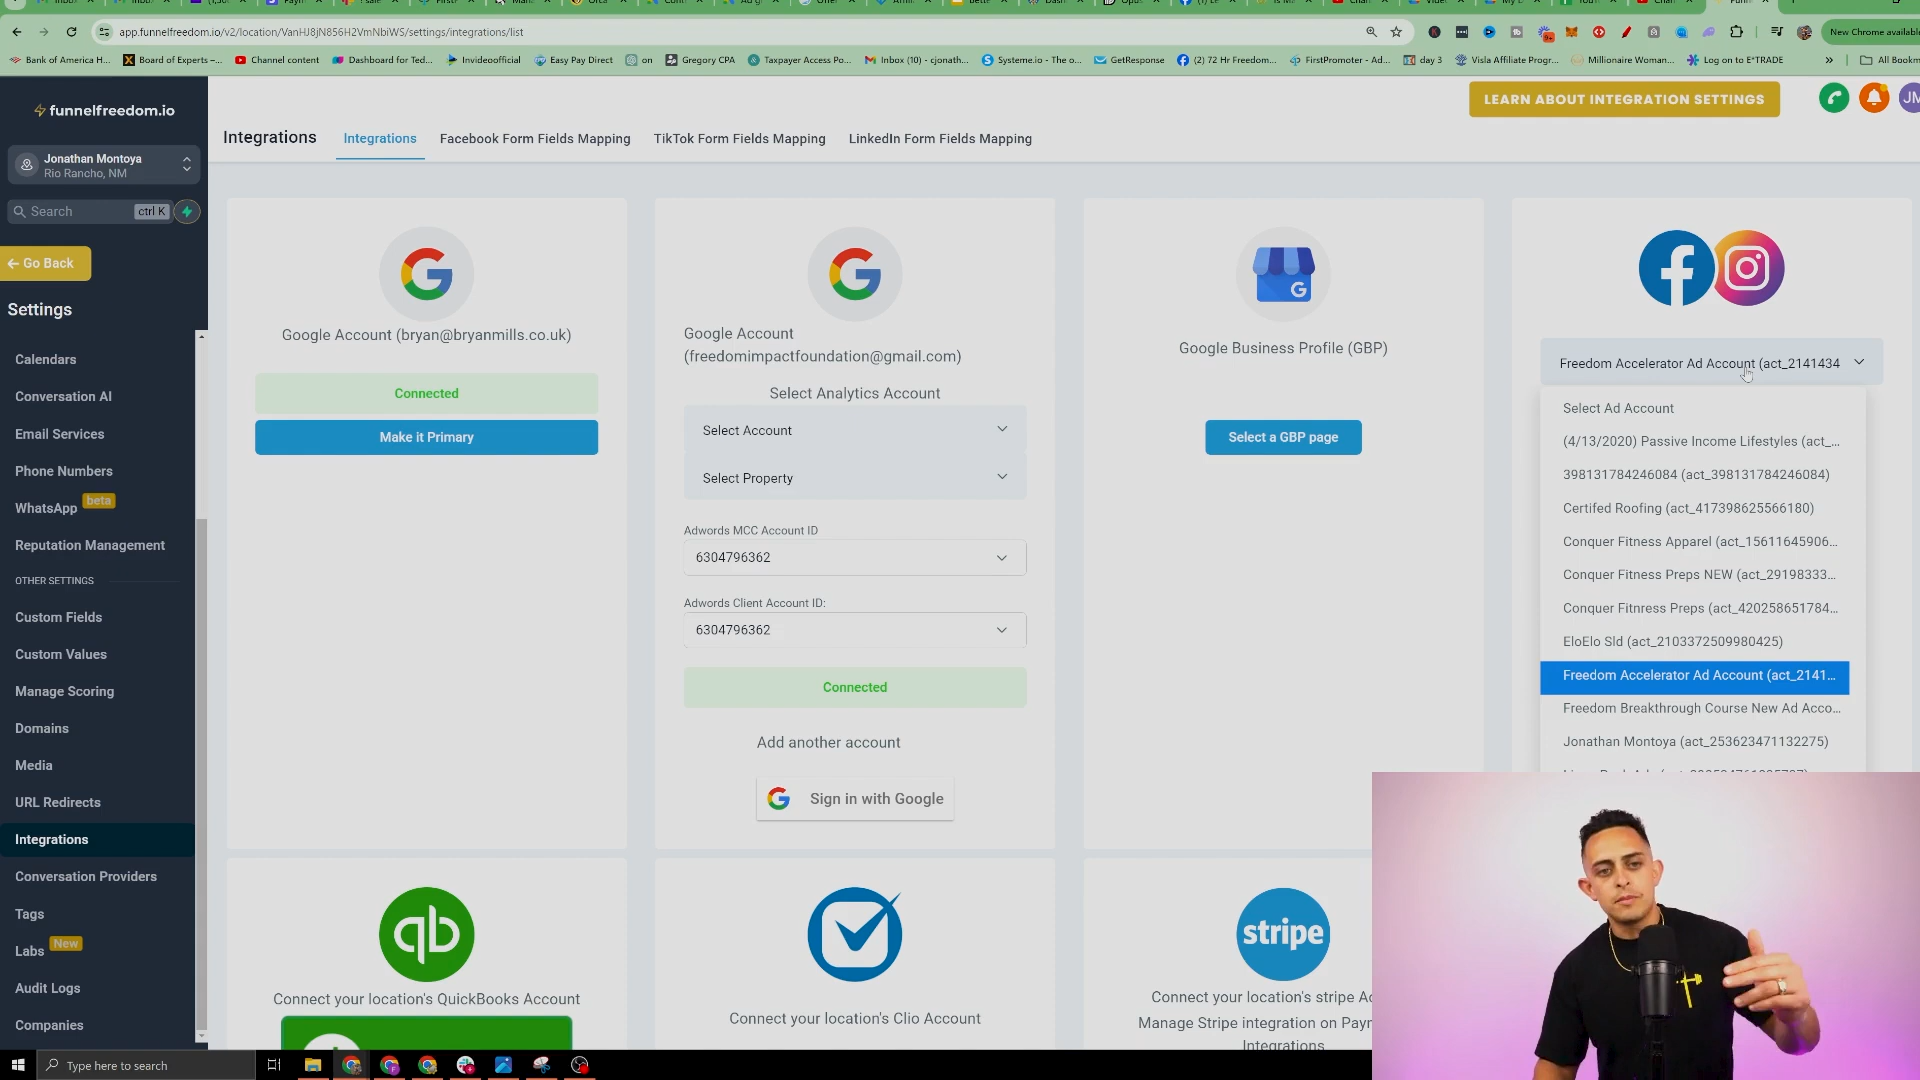 app.funnelfreedom.io/v2/location/VanHJ8jN856H2VmNbiWS/settings/integrations/list
New Chrome available
Bank of America H...
Board of Experts –...
Channel content
Dashboard for Ted...
Invideoofficial
Easy Pay Direct
on
Gregory CPA
Taxpayer Access Po...
Inbox (10) - cjonath...
Systeme.io - The o...
GetResponse
(2) 72 Hr Freedom...
FirstPromoter - Ad...
day 3
Visla Affiliate Progr...
Millionaire Woman...
Log on to E*TRADE
All Bookm
funnelfreedom.io
LEARN ABOUT INTEGRATION SETTINGS
JM
Integrations
Integrations
Facebook Form Fields Mapping
TikTok Form Fields Mapping
LinkedIn Form Fields Mapping
Jonathan Montoya
Rio Rancho, NM
Search
ctrl K
Go Back
Settings
Calendars
Conversation AI
Email Services
Phone Numbers
WhatsApp
beta
Reputation Management
OTHER SETTINGS
Custom Fields
Custom Values
Manage Scoring
Domains
Media
URL Redirects
Integrations
Conversation Providers
Tags
Labs
New
Audit Logs
Companies
Google Account (bryan@bryanmills.co.uk)
Connected
Make it Primary
Google Account
(freedomimpactfoundation@gmail.com)
Select Analytics Account
Select Account
Select Property
Adwords MCC Account ID
6304796362
Adwords Client Account ID:
6304796362
Connected
Add another account
Sign in with Google
Google Business Profile (GBP)
Select a GBP page
Freedom Accelerator Ad Account (act_2141434
Select Ad Account
(4/13/2020) Passive Income Lifestyles (act_...
398131784246084 (act_398131784246084)
Certifed Roofing (act_417398625566180)
Conquer Fitness Apparel (act_15611645906...
Conquer Fitness Preps NEW (act_29198333...
Conquer Fitnress Preps (act_420258651784...
EloElo Sld (act_2103372509980425)
Freedom Accelerator Ad Account (act_2141...
Freedom Breakthrough Course New Ad Acco...
Jonathan Montoya (act_253623471132275)
qb
Connect your location's QuickBooks Account
Connect your location's Clio Account
stripe
Connect your location's stripe Ac
Manage Stripe integration on Paym
Integrations
Type here to search